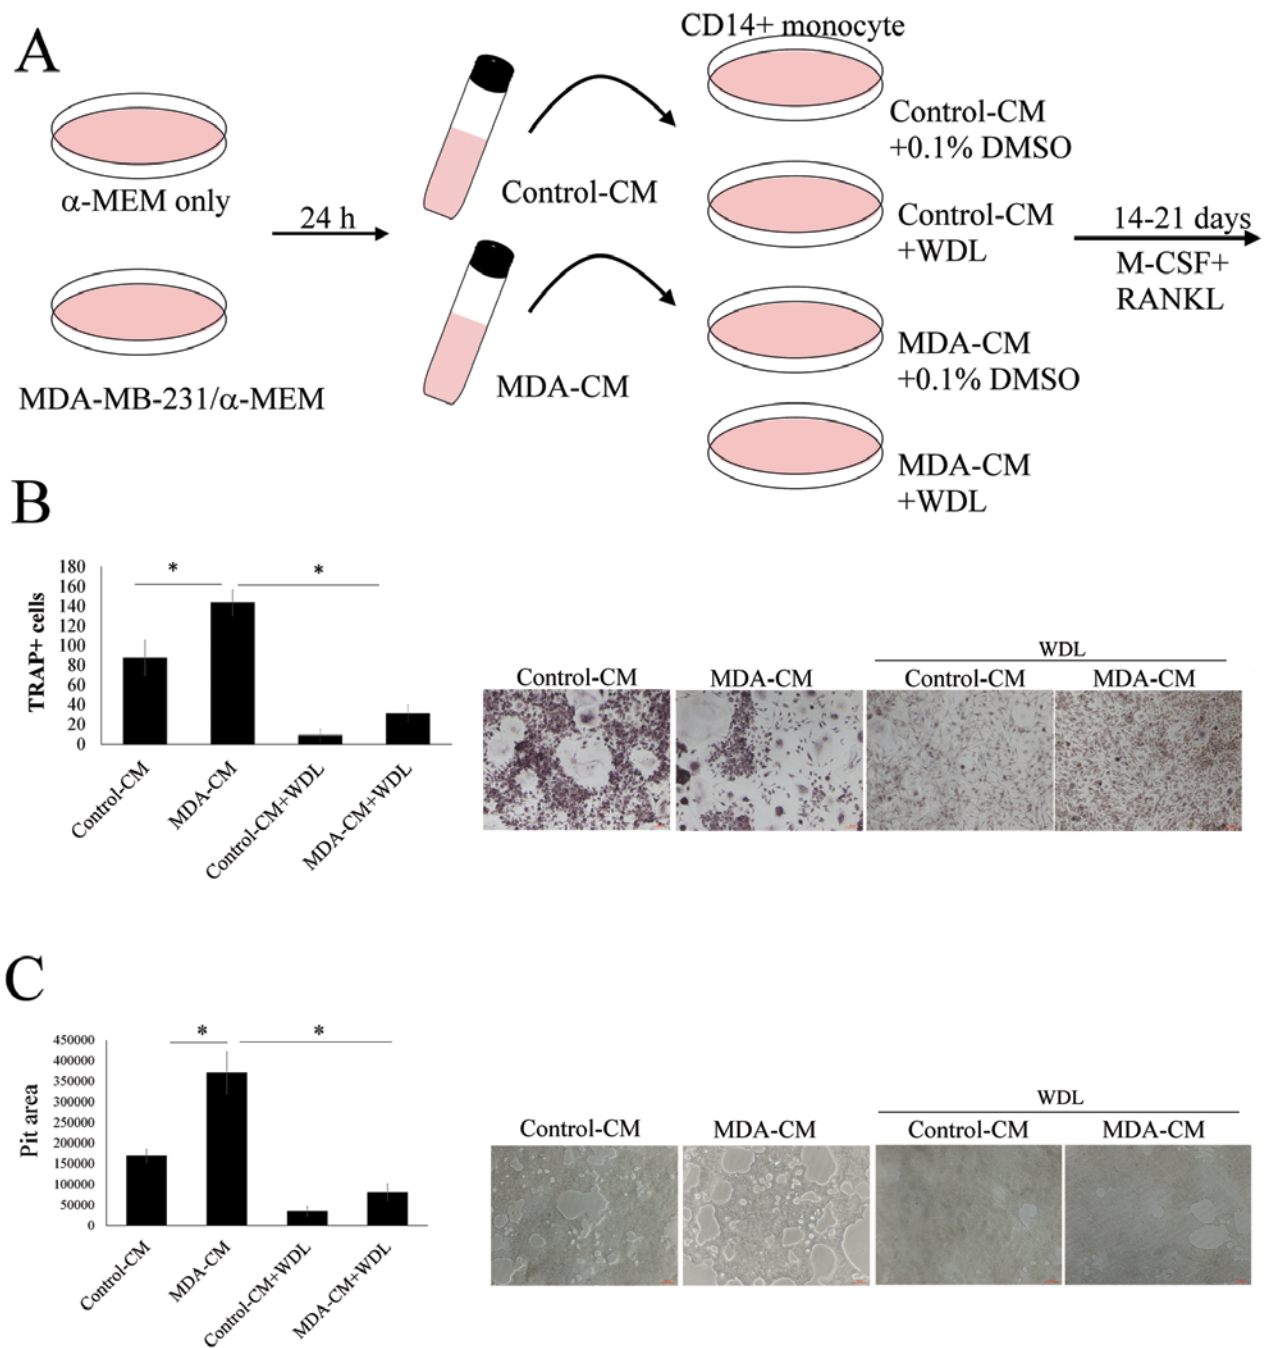 A
CD14+ monocyte
α-MEM only
24 h
Control-CM
Control-CM
+0.1% DMSO
Control-CM
+WDL
14-21 days
M-CSF+
RANKL
MDA-MB-231/α-MEM
MDA-CM
MDA-CM
+0.1% DMSO
MDA-CM
+WDL
B
TRAP+ cells
180
160
140
120
100
80
60
40
20
0
*
*
Control-CM
MDA-CM
Control-CM+WDL
MDA-CM+WDL
WDL
Control-CM
MDA-CM
Control-CM
MDA-CM
C
Pit area
450000
400000
350000
300000
250000
200000
150000
100000
50000
0
*
*
Control-CM
MDA-CM
Control-CM+WDL
MDA-CM+WDL
WDL
Control-CM
MDA-CM
Control-CM
MDA-CM